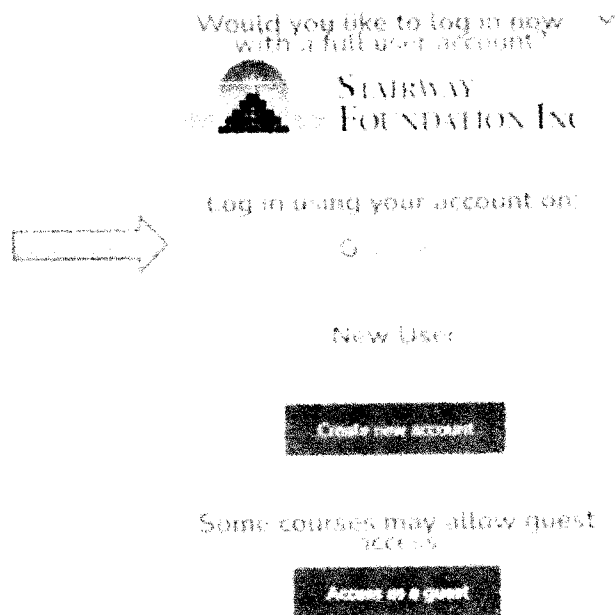 Would you like to log in now
with a full user account
STAIRWAY
FOUNDATION INC
Log in using your account on:
New User
Create new account
Some courses may allow guest
access
Access as a guest